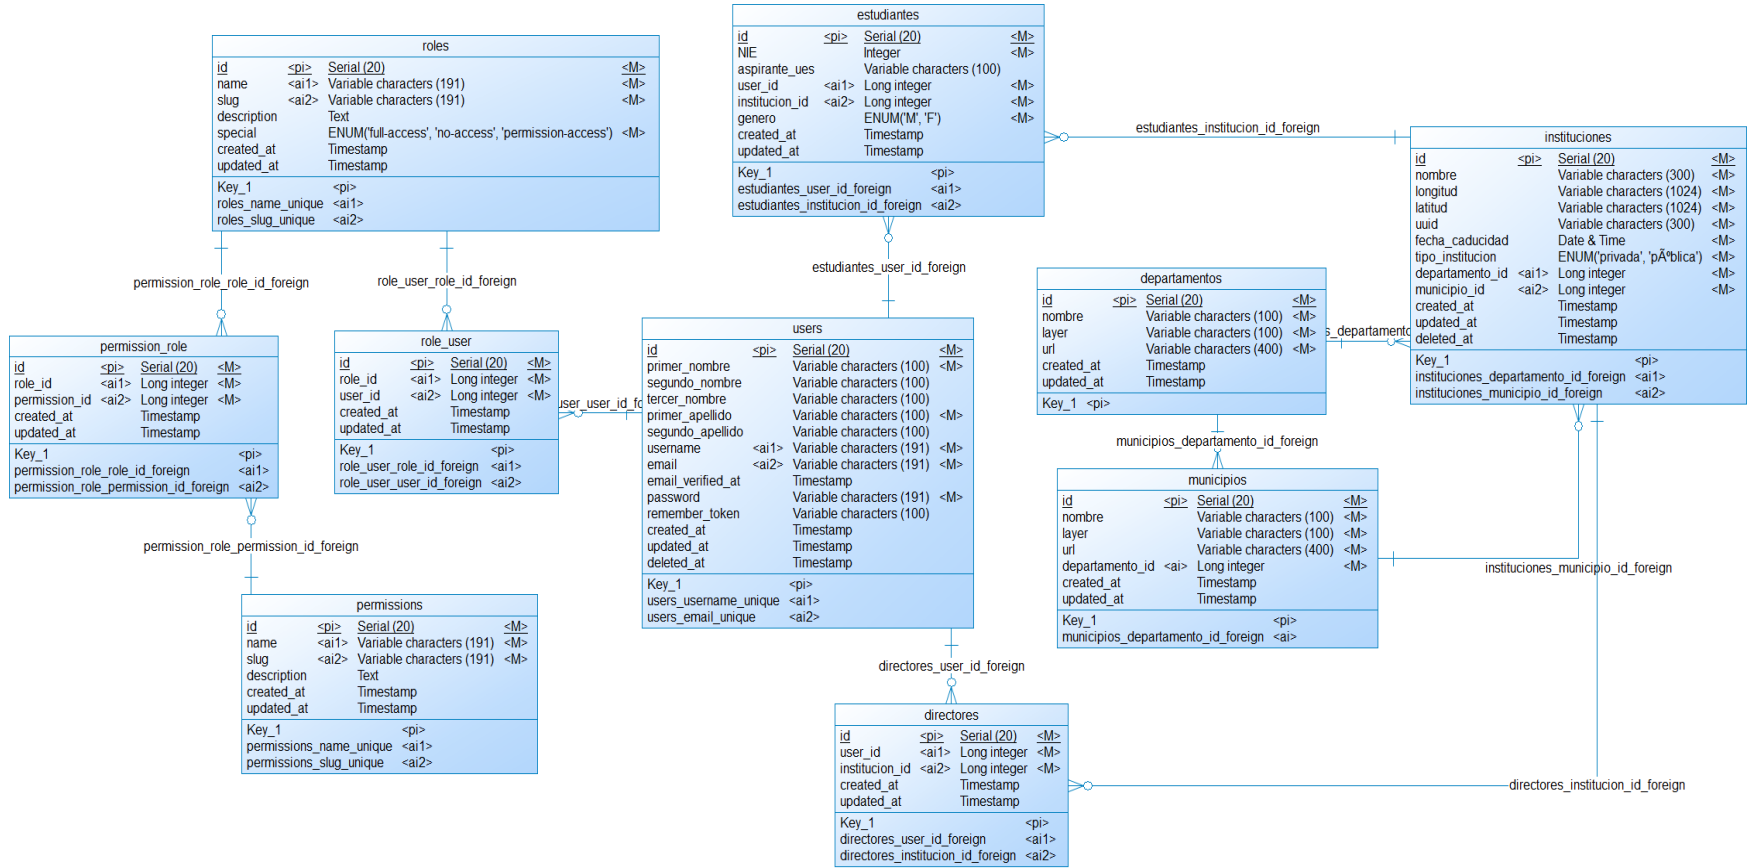 estudiantes
id <pi> Serial (20) <M>
NIE Integer <M>
aspirante_ues Variable characters (100)
user_id <ai1> Long integer <M>
institucion_id <ai2> Long integer <M>
genero ENUM('M', 'F') <M>
created_at Timestamp
updated_at Timestamp
Key_1 <pi>
estudiantes_user_id_foreign <ai1>
estudiantes_institucion_id_foreign <ai2>
roles
id <pi> Serial (20) <M>
name <ai1> Variable characters (191) <M>
slug <ai2> Variable characters (191) <M>
description Text
special ENUM('full-access', 'no-access', 'permission-access') <M>
created_at Timestamp
updated_at Timestamp
Key_1 <pi>
roles_name_unique <ai1>
roles_slug_unique <ai2>
estudiantes_institucion_id_foreign
instituciones
id <pi> Serial (20) <M>
nombre Variable characters (300) <M>
longitud Variable characters (1024) <M>
latitud Variable characters (1024) <M>
uuid Variable characters (300) <M>
fecha_caducidad Date & Time <M>
tipo_institucion ENUM('privada', 'pÃºblica') <M>
departamento_id <ai1> Long integer <M>
municipio_id <ai2> Long integer <M>
created_at Timestamp
updated_at Timestamp
deleted_at Timestamp
Key_1 <pi>
instituciones_departamento_id_foreign <ai1>
instituciones_municipio_id_foreign <ai2>
permission_role_role_id_foreign
role_user_role_id_foreign
estudiantes_user_id_foreign
departamentos
id <pi> Serial (20) <M>
nombre Variable characters (100) <M>
layer Variable characters (100) <M>
url Variable characters (400) <M>
created_at Timestamp
updated_at Timestamp
Key_1 <pi>
s_departamento
permission_role
id <pi> Serial (20) <M>
role_id <ai1> Long integer <M>
permission_id <ai2> Long integer <M>
created_at Timestamp
updated_at Timestamp
Key_1 <pi>
permission_role_role_id_foreign <ai1>
permission_role_permission_id_foreign <ai2>
role_user
id <pi> Serial (20) <M>
role_id <ai1> Long integer <M>
user_id <ai2> Long integer <M>
created_at Timestamp
updated_at Timestamp
Key_1 <pi>
role_user_role_id_foreign <ai1>
role_user_user_id_foreign <ai2>
user_user_id_fo
users
id <pi> Serial (20) <M>
primer_nombre Variable characters (100) <M>
segundo_nombre Variable characters (100)
tercer_nombre Variable characters (100)
primer_apellido Variable characters (100) <M>
segundo_apellido Variable characters (100)
username <ai1> Variable characters (191) <M>
email <ai2> Variable characters (191) <M>
email_verified_at Timestamp
password Variable characters (191) <M>
remember_token Variable characters (100)
created_at Timestamp
updated_at Timestamp
deleted_at Timestamp
Key_1 <pi>
users_username_unique <ai1>
users_email_unique <ai2>
municipios_departamento_id_foreign
municipios
id <pi> Serial (20) <M>
nombre Variable characters (100) <M>
layer Variable characters (100) <M>
url Variable characters (400) <M>
departamento_id <ai> Long integer <M>
created_at Timestamp
updated_at Timestamp
Key_1 <pi>
municipios_departamento_id_foreign <ai>
instituciones_municipio_id_foreign
permission_role_permission_id_foreign
permissions
id <pi> Serial (20) <M>
name <ai1> Variable characters (191) <M>
slug <ai2> Variable characters (191) <M>
description Text
created_at Timestamp
updated_at Timestamp
Key_1 <pi>
permissions_name_unique <ai1>
permissions_slug_unique <ai2>
directores_user_id_foreign
directores
id <pi> Serial (20) <M>
user_id <ai1> Long integer <M>
institucion_id <ai2> Long integer <M>
created_at Timestamp
updated_at Timestamp
Key_1 <pi>
directores_user_id_foreign <ai1>
directores_institucion_id_foreign <ai2>
directores_institucion_id_foreign